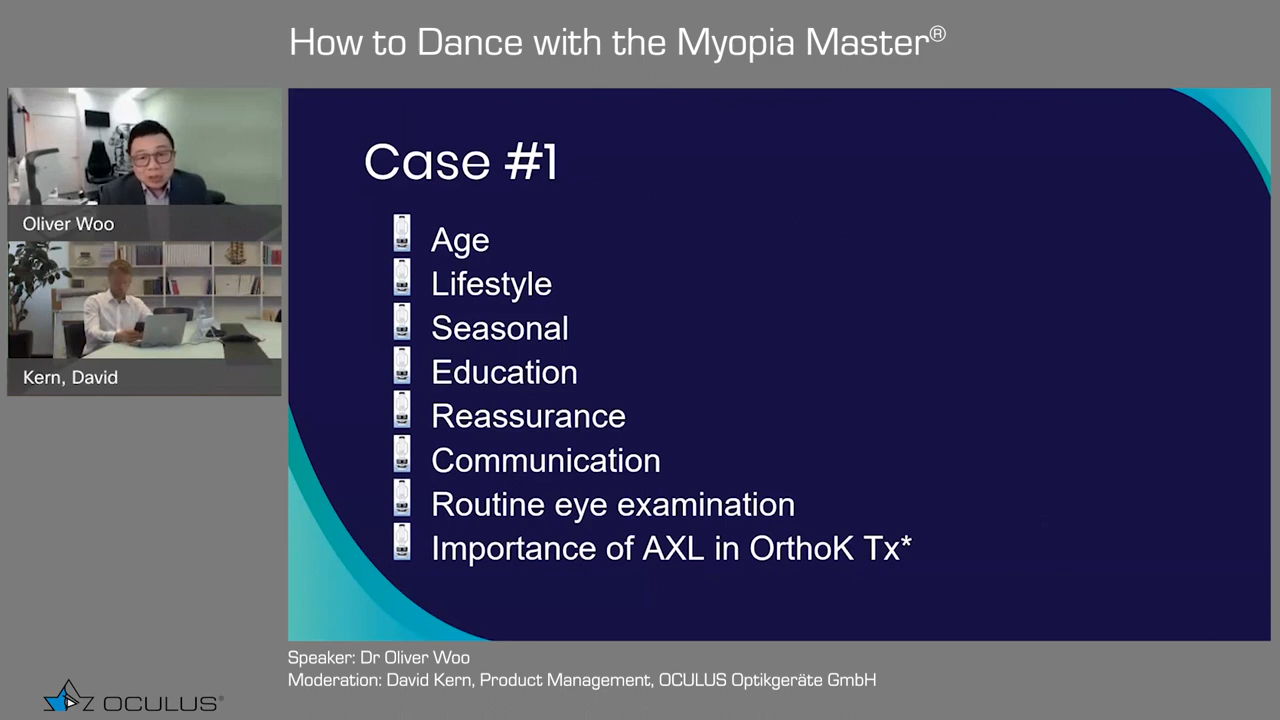 How to Dance with the Myopia Master®
Oliver Woo
Kern, David
Case #1
Age
Lifestyle
Seasonal
Education
Reassurance
Communication
Routine eye examination
Importance of AXL in OrthoK Tx*
Speaker: Dr Oliver Woo
Moderation: David Kern, Product Management, OCULUS Optikgeräte GmbH
OCULUS®